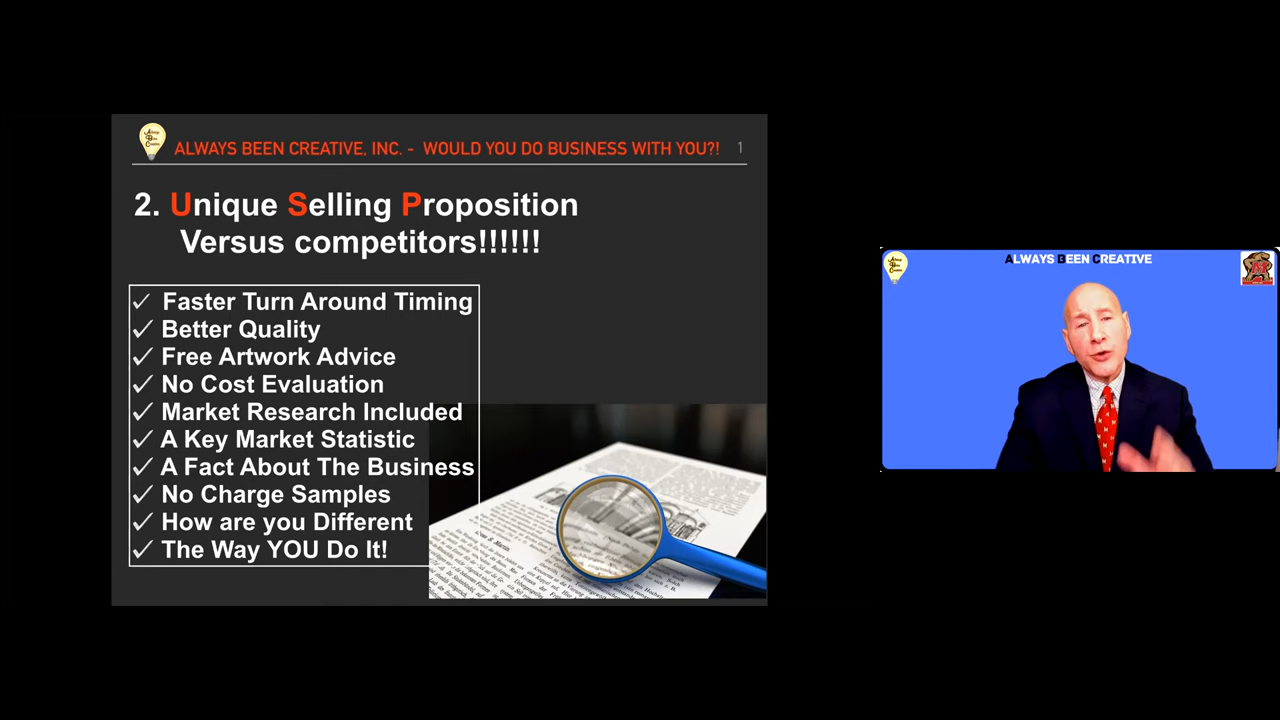 ALWAYS BEEN CREATIVE, INC. - WOULD YOU DO BUSINESS WITH YOU?! 1
2. Unique Selling Proposition
Versus competitors!!!!!!
✓ Faster Turn Around Timing
✓ Better Quality
✓ Free Artwork Advice
✓ No Cost Evaluation
✓ Market Research Included
✓ A Key Market Statistic
✓ A Fact About The Business
✓ No Charge Samples
✓ How are you Different
✓ The Way YOU Do It!
ALWAYS BEEN CREATIVE